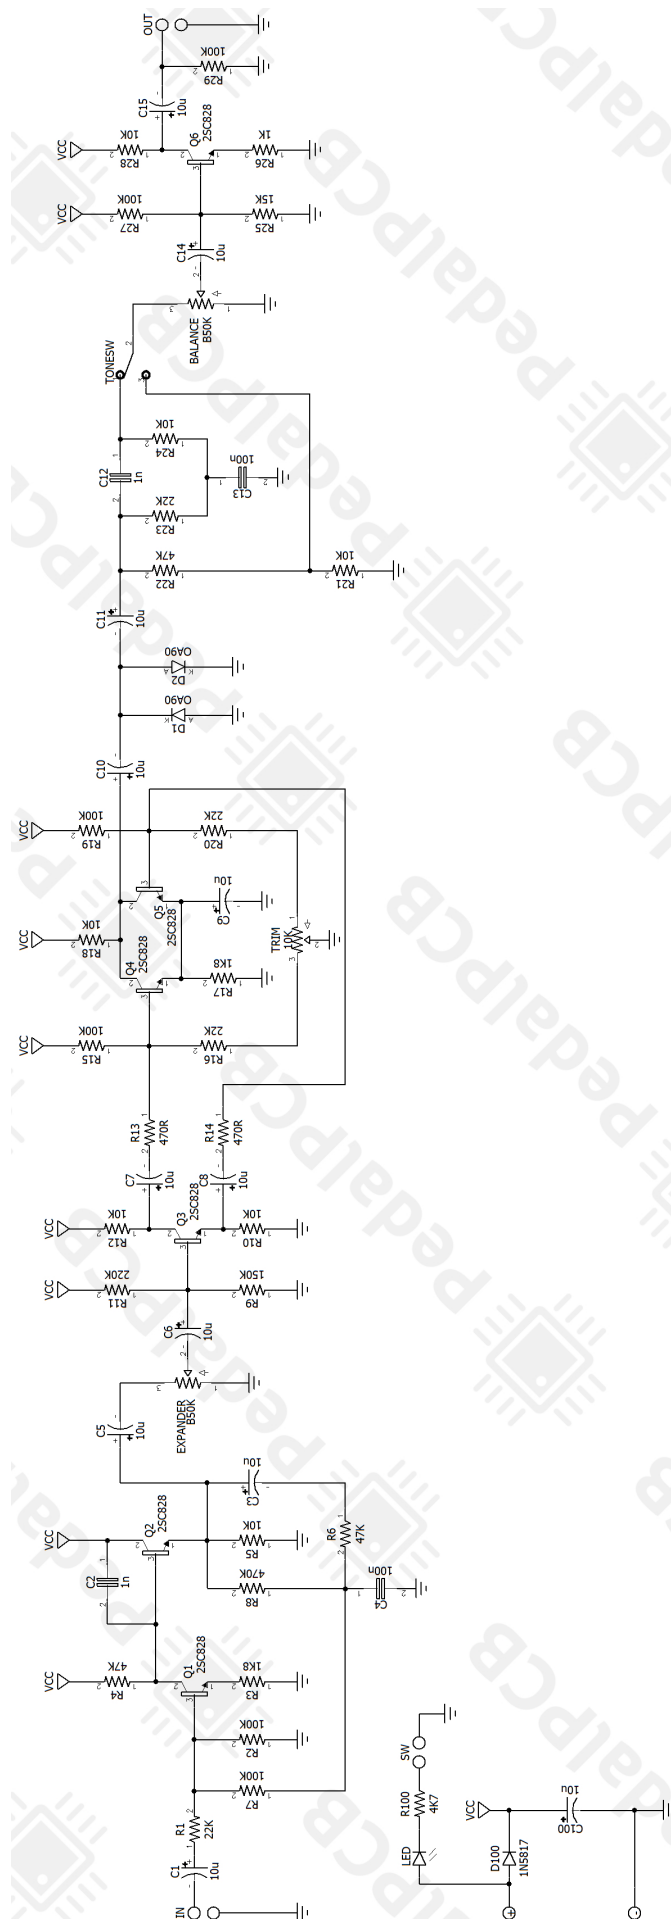 OUT
100K
R29
C15
10u
VCC
10K
R28
Q6
2SC828
1K
R26
VCC
100K
R27
15K
R25
C14
10u
BALANCE
B50K
TONESW
10K
R24
C12
1n
100n
C13
22K
R23
47K
R22
10K
R21
C11
10u
OA90
D2
OA90
D1
C10
10u
VCC
100K
R19
22K
R20
Q5
2SC828
10u
C9
VCC
10K
R18
Q4
2SC828
1K8
R17
TRIM
10K
VCC
100K
R15
22K
R16
R13
470R
R14
470R
C7
10u
C8
10u
VCC
10K
R12
Q3
2SC828
10K
R10
VCC
220K
R11
150K
R9
C6
10u
EXPANDER
B50K
C5
10u
10u
C3
VCC
Q2
2SC828
10K
R5
R6
47K
C2
1n
470K
R8
100n
C4
VCC
47K
R4
Q1
2SC828
1K8
R3
100K
R2
100K
R7
R1
22K
C1
10u
IN
SW
R100
4K7
LED
VCC
10u
C100
D100
1N5817
+
-
PedalPCB
PedalPCB
PedalPCB
PedalPCB